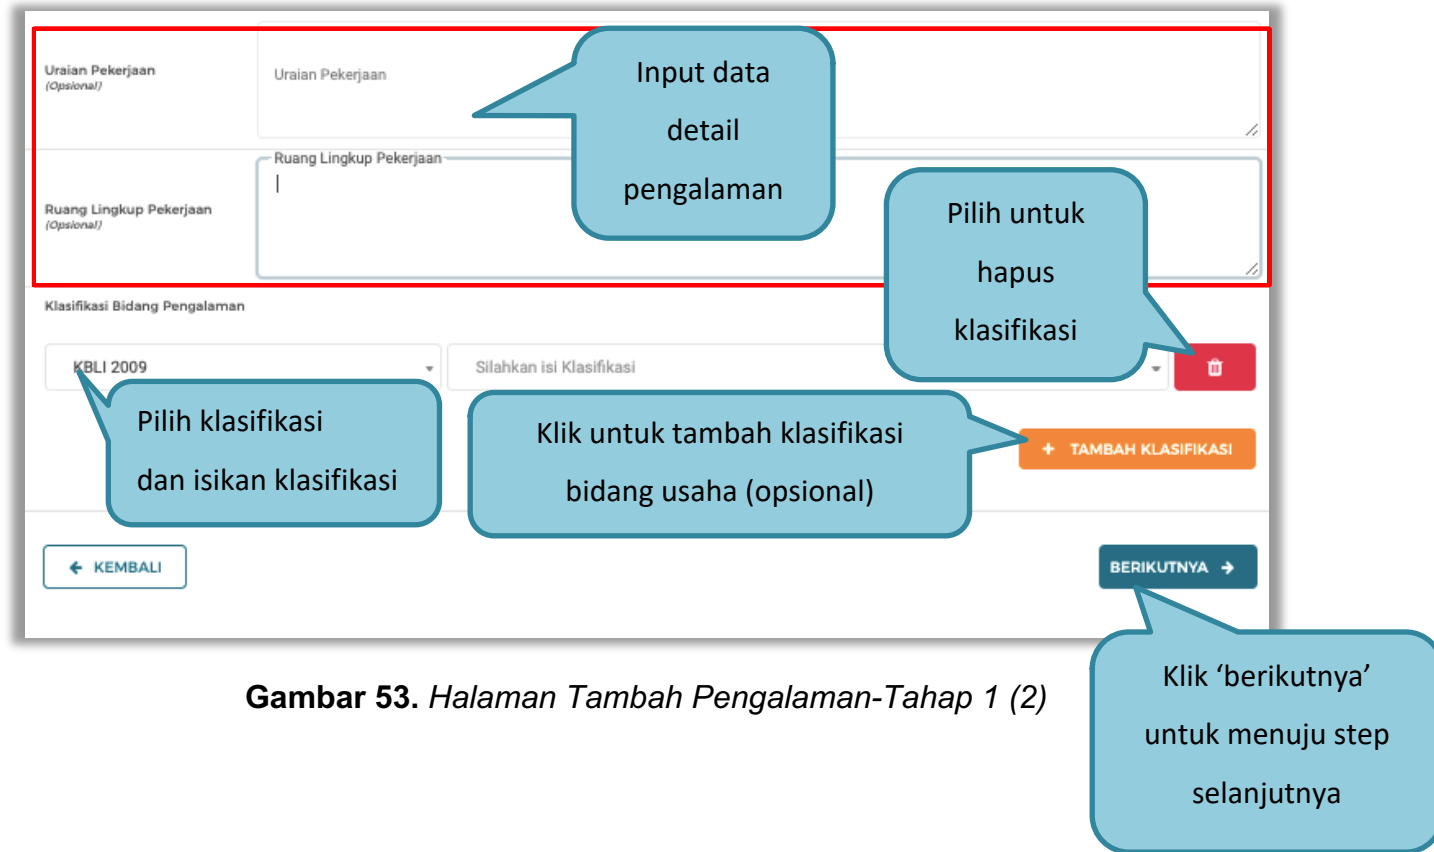 Uraian Pekerjaan
(Opsional)
Uraian Pekerjaan
Input data
detail
pengalaman
Ruang Lingkup Pekerjaan
Ruang Lingkup Pekerjaan
(Opsional)
Pilih untuk
hapus
klasifikasi
Klasifikasi Bidang Pengalaman
KBLI 2009
Silahkan isi Klasifikasi
Pilih klasifikasi
dan isikan klasifikasi
Klik untuk tambah klasifikasi
bidang usaha (opsional)
+ TAMBAH KLASIFIKASI
← KEMBALI
BERIKUTNYA →
Klik ‘berikutnya’
untuk menuju step
selanjutnya
Gambar 53. Halaman Tambah Pengalaman-Tahap 1 (2)